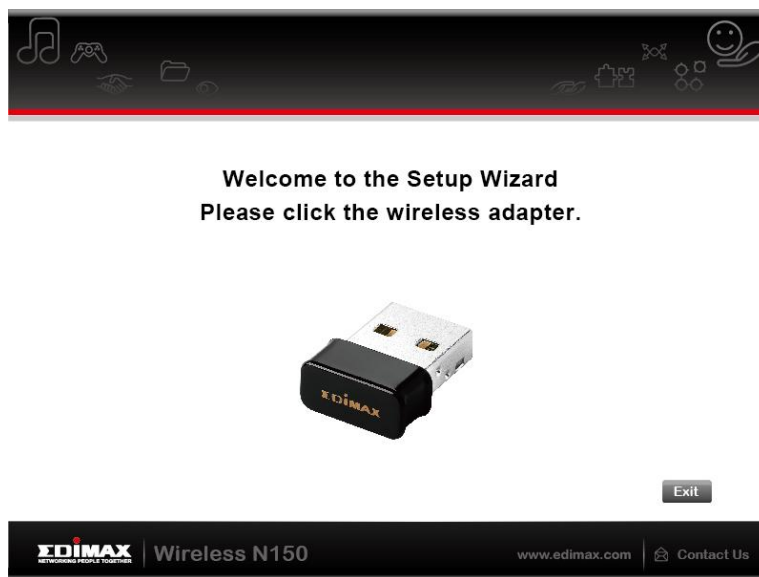 Welcome to the Setup Wizard
Please click the wireless adapter.
EDIMAX
Exit
EDIMAX
NETWORKING PEOPLE TOGETHER
Wireless N150
www.edimax.com
Contact Us